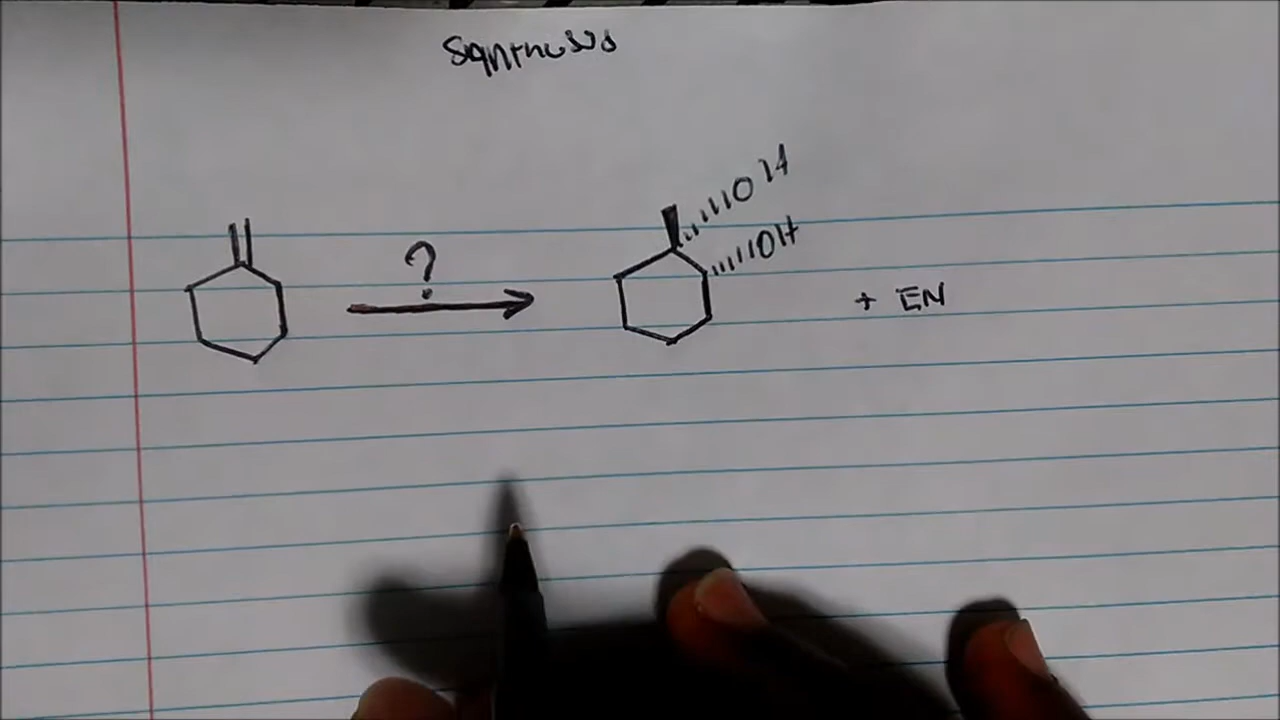 Synthesis
?
OH
OH
+ EN